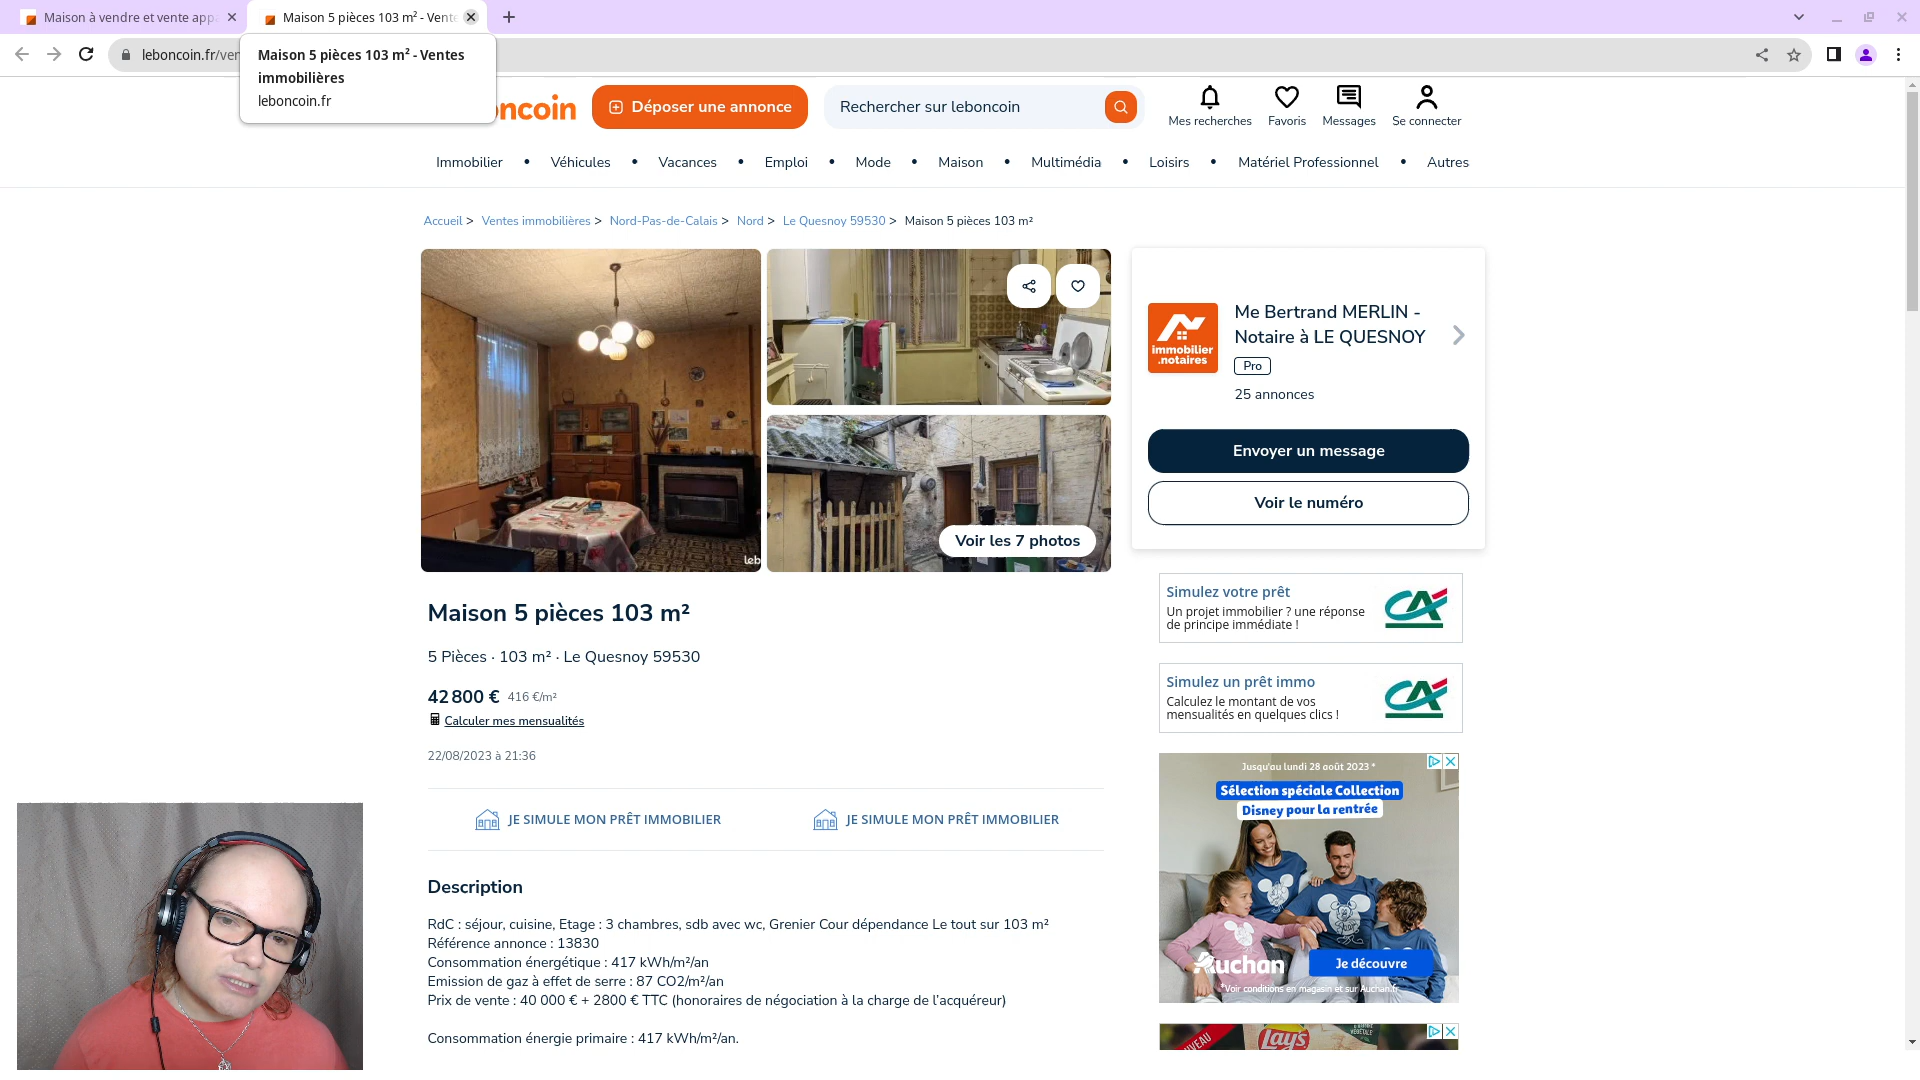 Maison à vendre et vente app
Maison 5 pièces 103 m² - Vente
leboncoin.fr/ver
Maison 5 pièces 103 m² - Ventes
immobilières
leboncoin.fr
oncoin
Déposer une annonce
Rechercher sur leboncoin
Mes recherches
Favoris
Messages
Se connecter
Immobilier • Véhicules • Vacances • Emploi • Mode • Maison • Multimédia • Loisirs • Matériel Professionnel • Autres
Accueil > Ventes immobilières > Nord-Pas-de-Calais > Nord > Le Quesnoy 59530 > Maison 5 pièces 103 m²
leb
Voir les 7 photos
immobilier
.notaires
Me Bertrand MERLIN -
Notaire à LE QUESNOY
Pro
25 annonces
Envoyer un message
Voir le numéro
Maison 5 pièces 103 m²
5 Pièces · 103 m² · Le Quesnoy 59530
42 800 € 416 €/m²
Calculer mes mensualités
22/08/2023 à 21:36
JE SIMULE MON PRÊT IMMOBILIER
JE SIMULE MON PRÊT IMMOBILIER
Description
RdC : séjour, cuisine, Etage : 3 chambres, sdb avec wc, Grenier Cour dépendance Le tout sur 103 m²
Référence annonce : 13830
Consommation énergétique : 417 kWh/m²/an
Emission de gaz à effet de serre : 87 CO2/m²/an
Prix de vente : 40 000 € + 2800 € TTC (honoraires de négociation à la charge de l'acquéreur)
Consommation énergie primaire : 417 kWh/m²/an.
Simulez votre prêt
Un projet immobilier ? une réponse
de principe immédiate !
CA
Simulez un prêt immo
Calculez le montant de vos
mensualités en quelques clics !
CA
Jusqu'au lundi 28 août 2023 *
Sélection spéciale Collection
Disney pour la rentrée
Auchan
Je découvre
*Voir conditions en magasin et sur Auchan.fr
Lay's